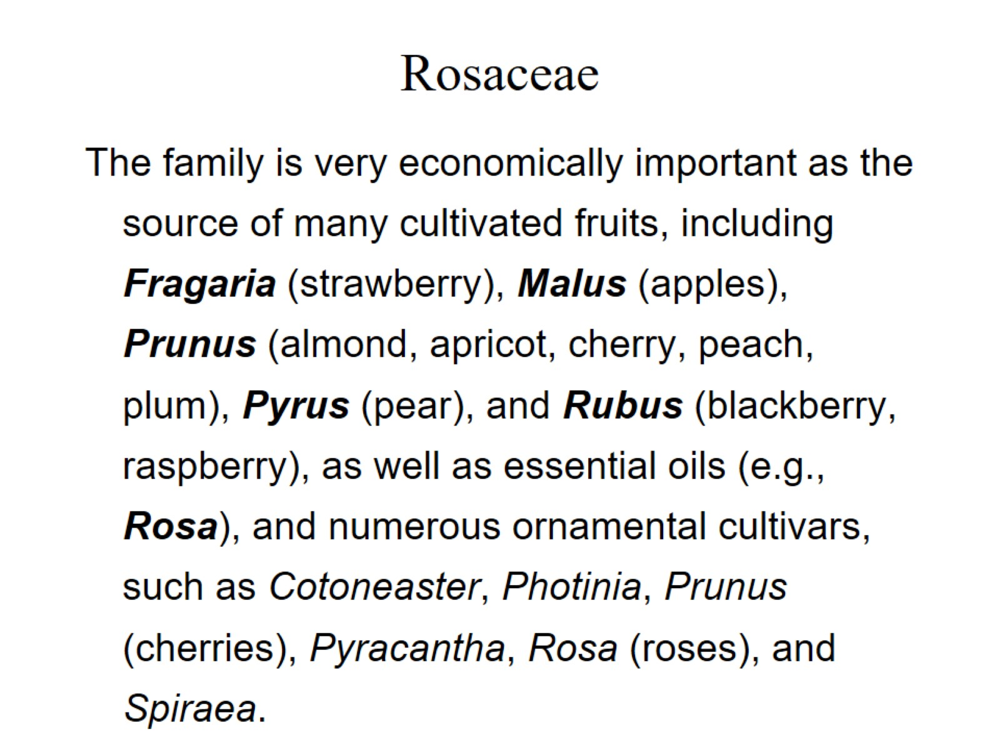 Rosaceae
The family is very economically important as the
source of many cultivated fruits, including
Fragaria (strawberry), Malus (apples),
Prunus (almond, apricot, cherry, peach,
plum), Pyrus (pear), and Rubus (blackberry,
raspberry), as well as essential oils (e.g.,
Rosa), and numerous ornamental cultivars,
such as Cotoneaster, Photinia, Prunus
(cherries), Pyracantha, Rosa (roses), and
Spiraea.